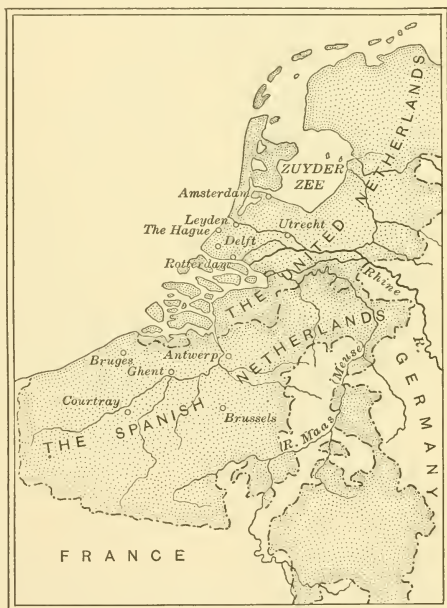 ZUYDER
ZEE
Amsterdam
Leyden
The Hague
Utrecht
Delft
Rotterdam
THE UNITED NETHERLANDS
Rhine
R.
Bruges
Antwerp
Ghent
Courtray
Brussels
THE SPANISH NETHERLANDS
Meuse
R. Maas
GERMANY
FRANCE